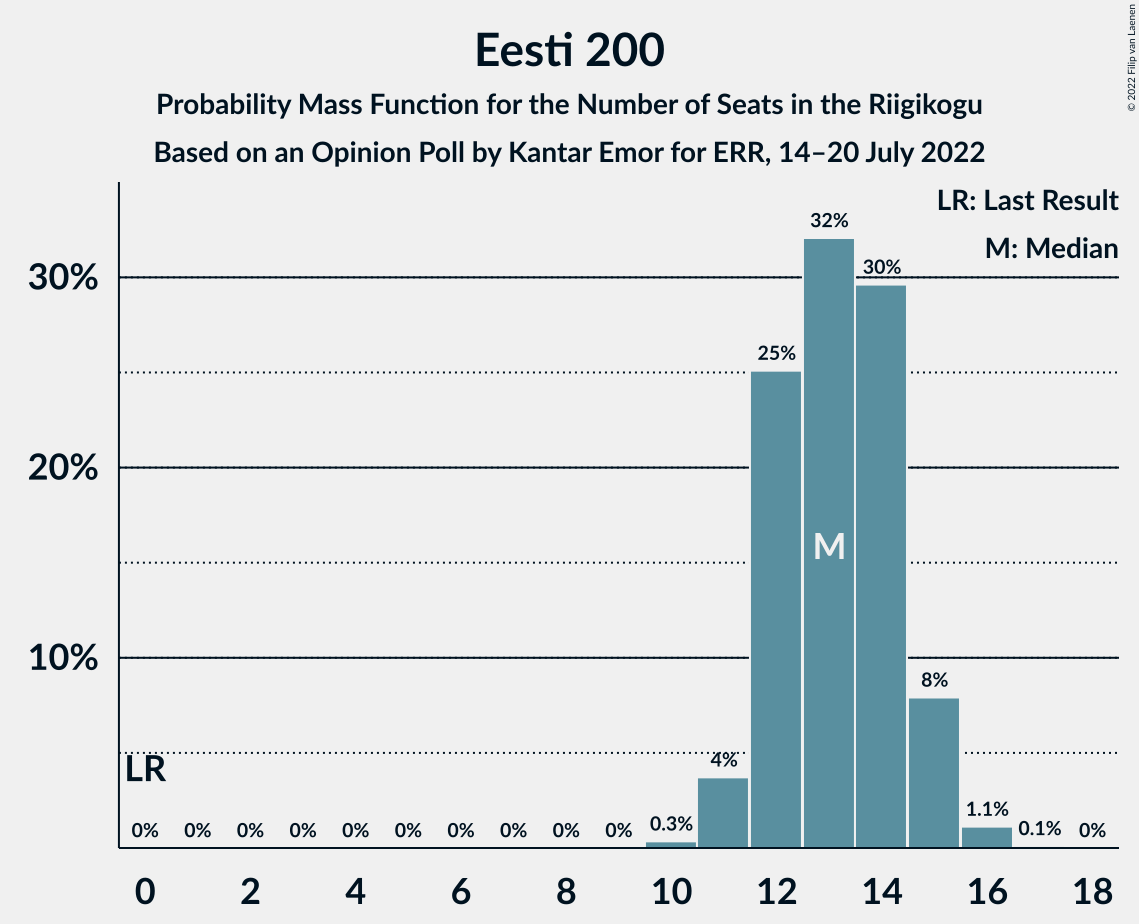 Eesti 200
Probability Mass Function for the Number of Seats in the Riigikogu
Based on an Opinion Poll by Kantar Emor for ERR, 14–20 July 2022
© 2022 Filip van Laenen
LR: Last Result
M: Median
30%
20%
10%
LR
M
0% 0% 0% 0% 0% 0% 0% 0% 0% 0% 0.3% 4% 25% 32% 30% 8% 1.1% 0.1% 0%
0 2 4 6 8 10 12 14 16 18